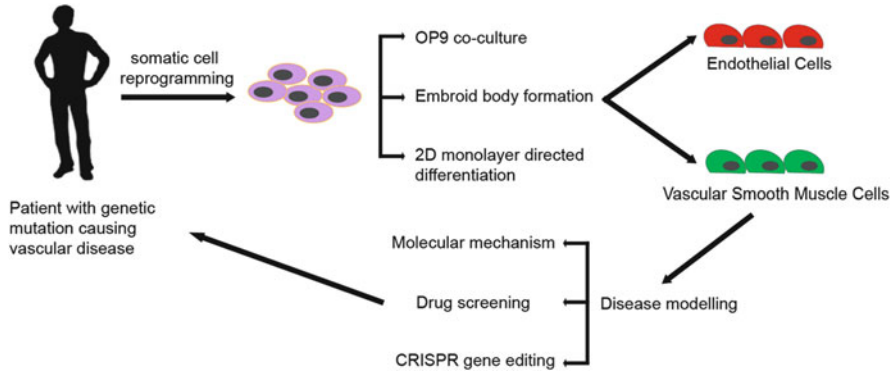 somatic cell
reprogramming
OP9 co-culture
Embroid body formation
2D monolayer directed
differentiation
Endothelial Cells
Vascular Smooth Muscle Cells
Patient with genetic
mutation causing
vascular disease
Molecular mechanism
Drug screening
CRISPR gene editing
Disease modelling